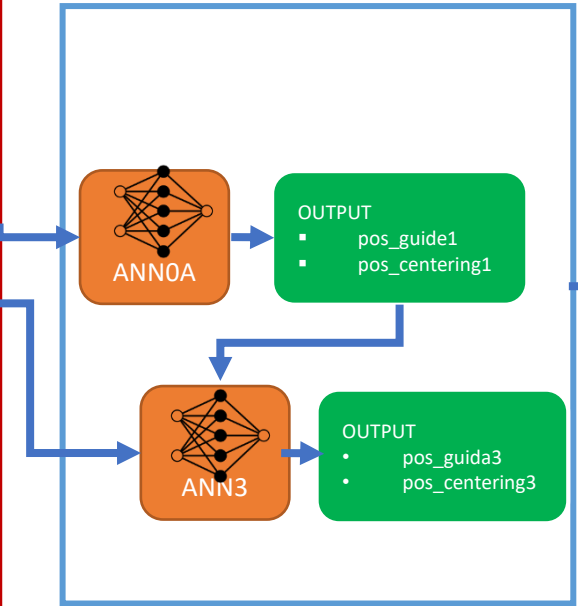 OUTPUT
▪ pos_guide1
▪ pos_centering1
ANN0A
OUTPUT
• pos_guida3
• pos_centering3
ANN3